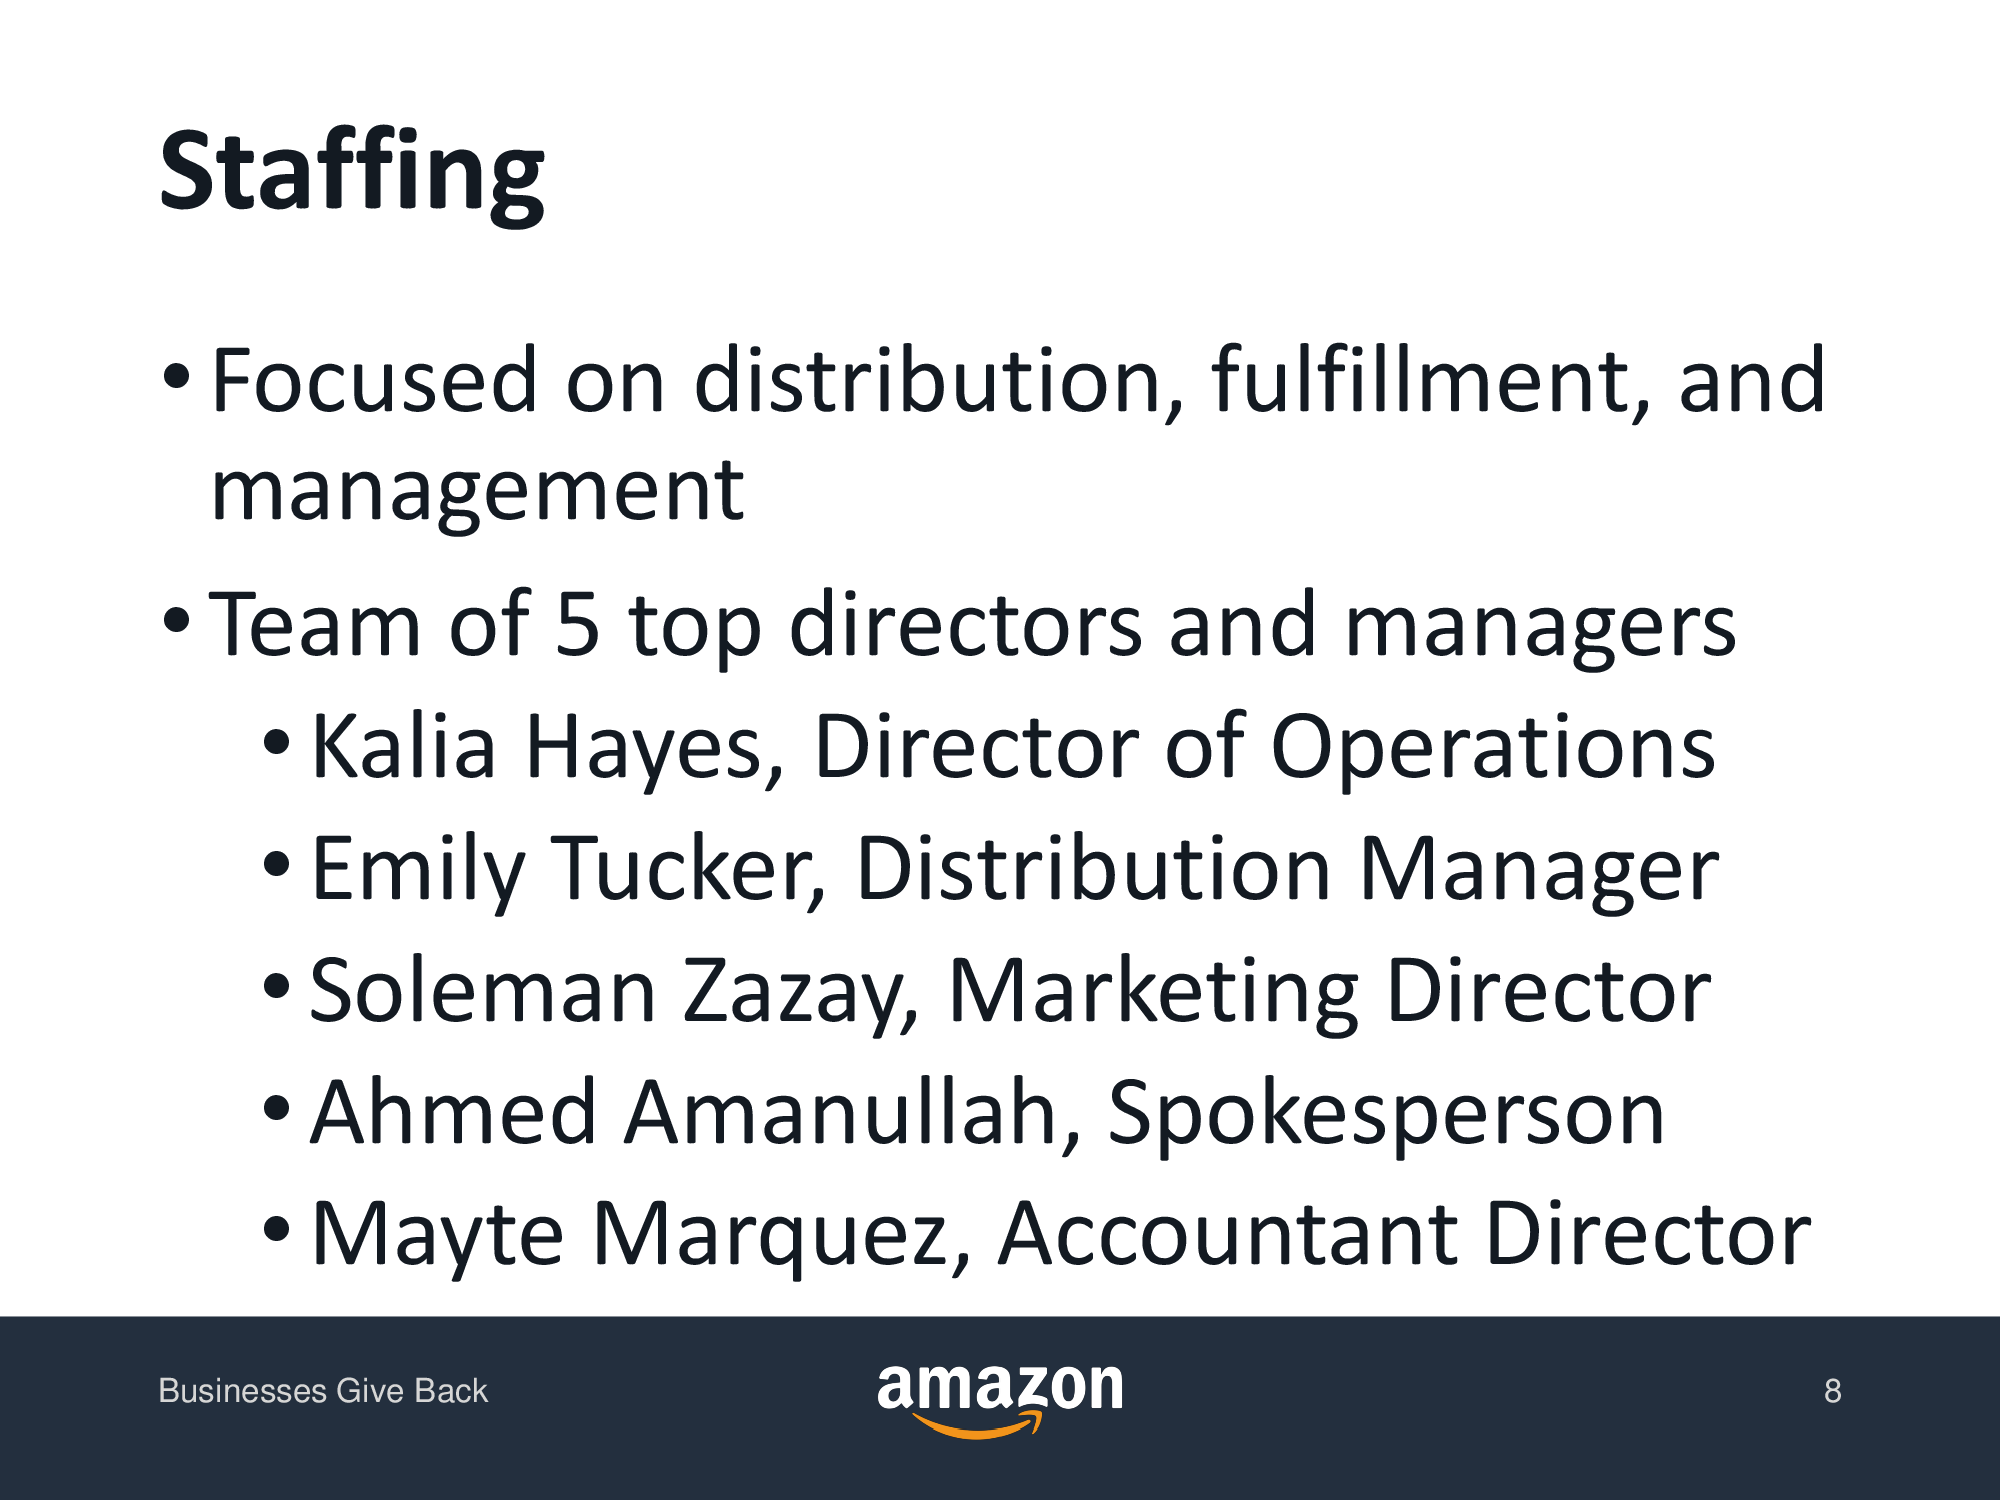 Staffing
• Focused on distribution, fulfillment, and
management
• Team of 5 top directors and managers
• Kalia Hayes, Director of Operations
• Emily Tucker, Distribution Manager
• Soleman Zazay, Marketing Director
• Ahmed Amanullah, Spokesperson
• Mayte Marquez, Accountant Director
Businesses Give Back
amazon
8